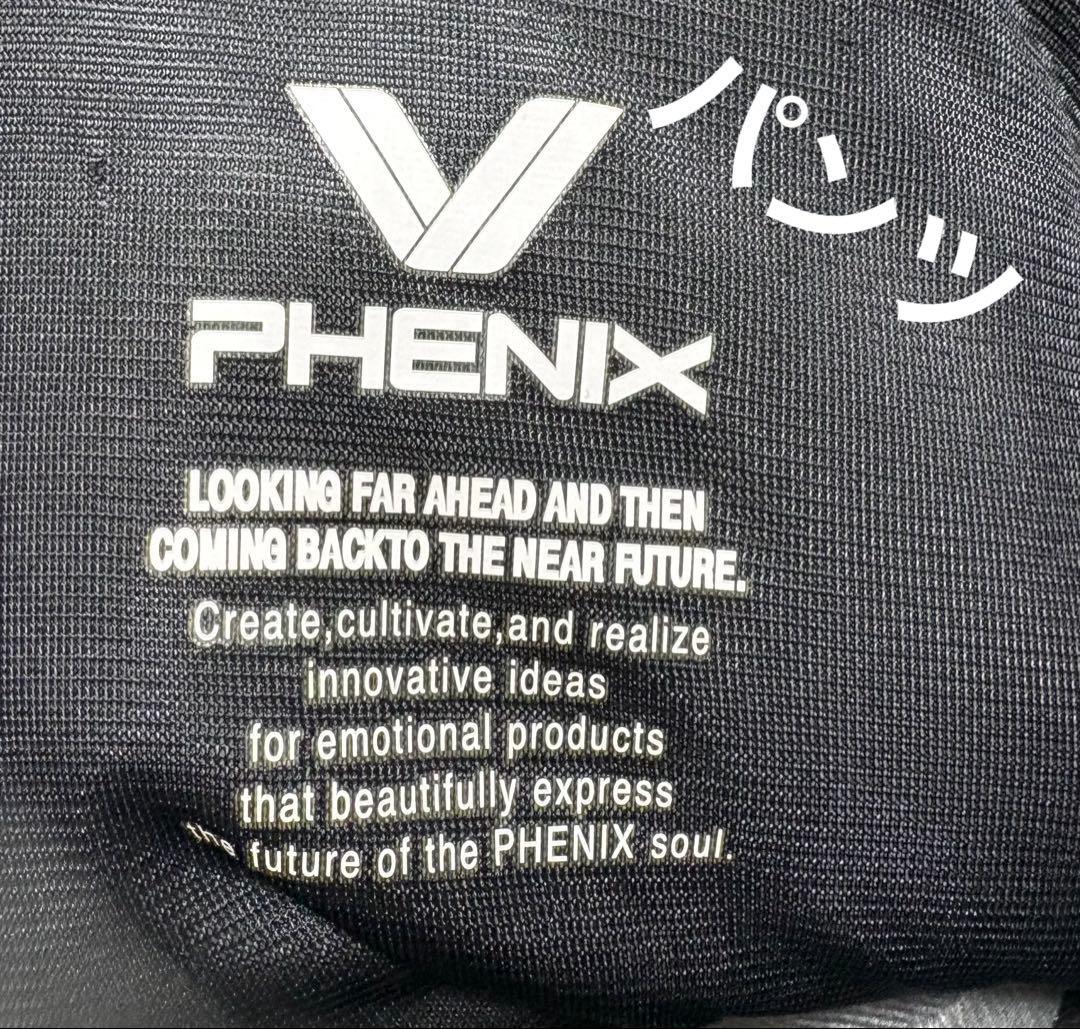 パンツ
PHENIX
LOOKING FAR AHEAD AND THEN
COMING BACKTO THE NEAR FUTURE.
Create,cultivate,and realize
innovative ideas
for emotional products
that beautifully express
the future of the PHENIX soul.